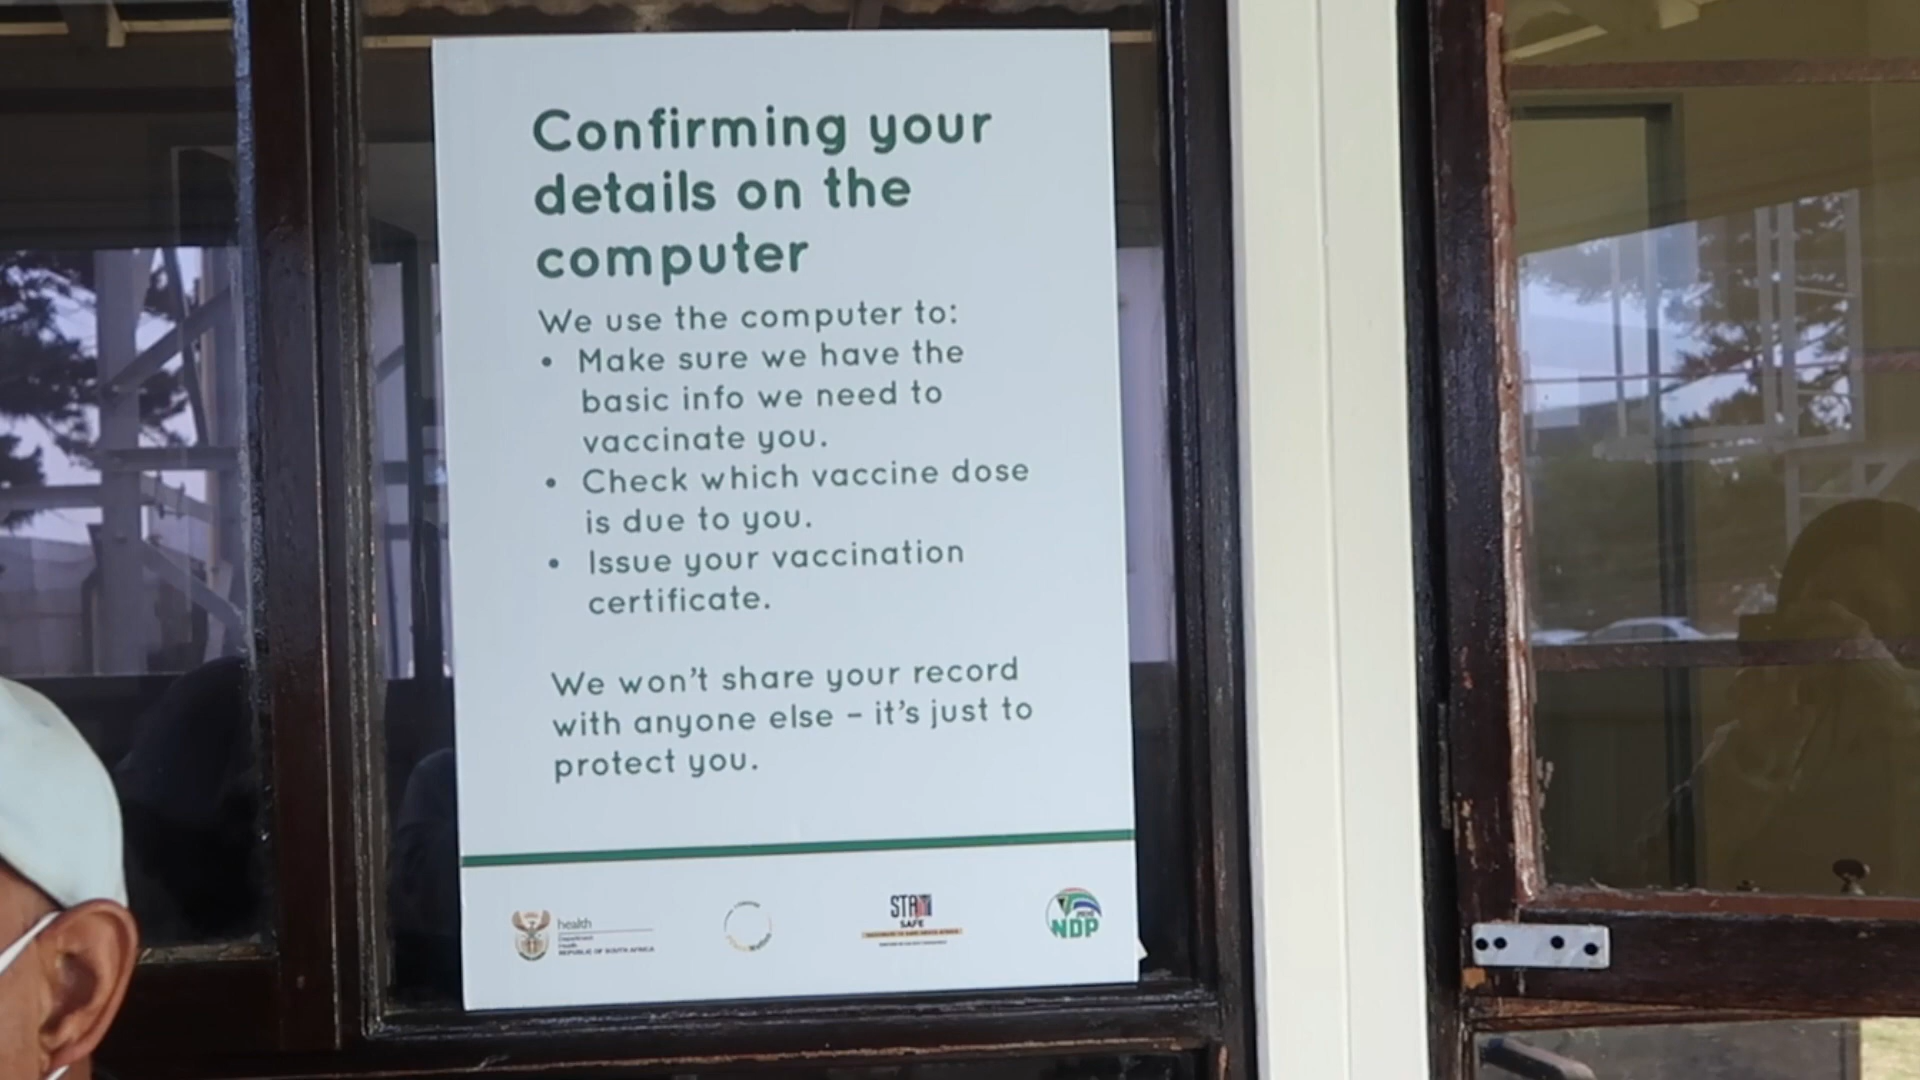 Confirming your
details on the
computer
We use the computer to:
• Make sure we have the
basic info we need to
vaccinate you.
• Check which vaccine dose
is due to you.
• Issue your vaccination
certificate.
We won't share your record
with anyone else – it's just to
protect you.
health
Department:
Health
REPUBLIC OF SOUTH AFRICA
STAY
SAFE
NDP